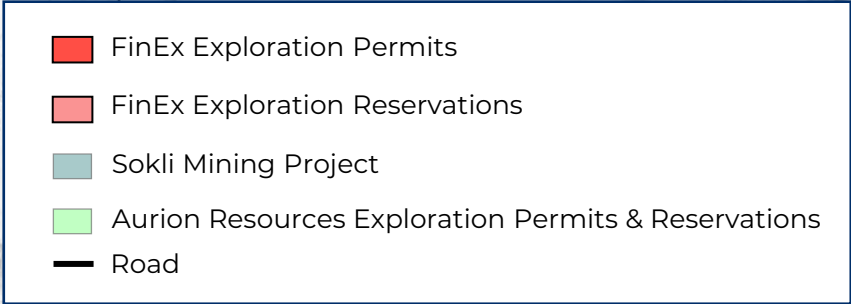 FinEx Exploration Permits
FinEx Exploration Reservations
Sokli Mining Project
Aurion Resources Exploration Permits & Reservations
Road